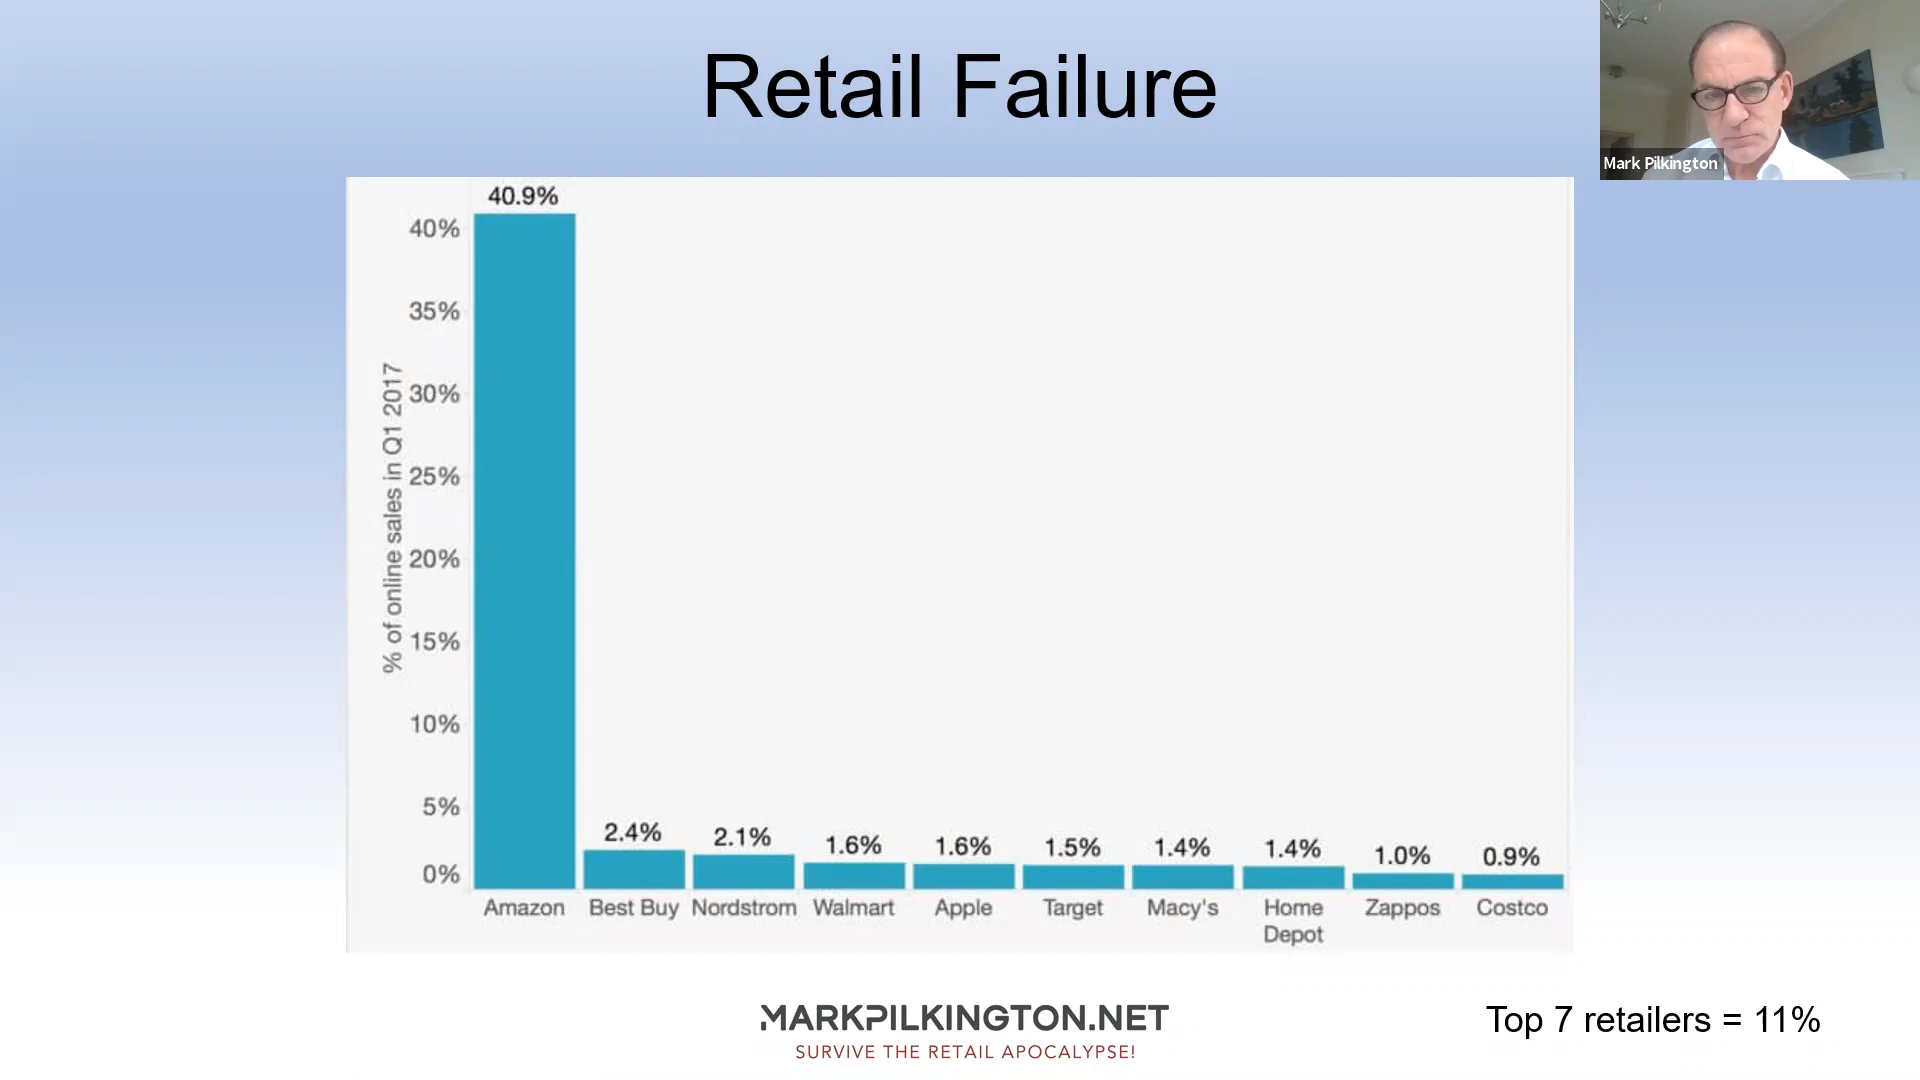 Retail Failure
Mark Pilkington
40.9%
40%
35%
30%
25%
20%
15%
10%
5%
0%
% of online sales in Q1 2017
2.4%
2.1%
1.6%
1.6%
1.5%
1.4%
1.4%
1.0%
0.9%
Amazon
Best Buy
Nordstrom
Walmart
Apple
Target
Macy's
Home
Depot
Zappos
Costco
MARKPILKINGTON.NET
SURVIVE THE RETAIL APOCALYPSE!
Top 7 retailers = 11%